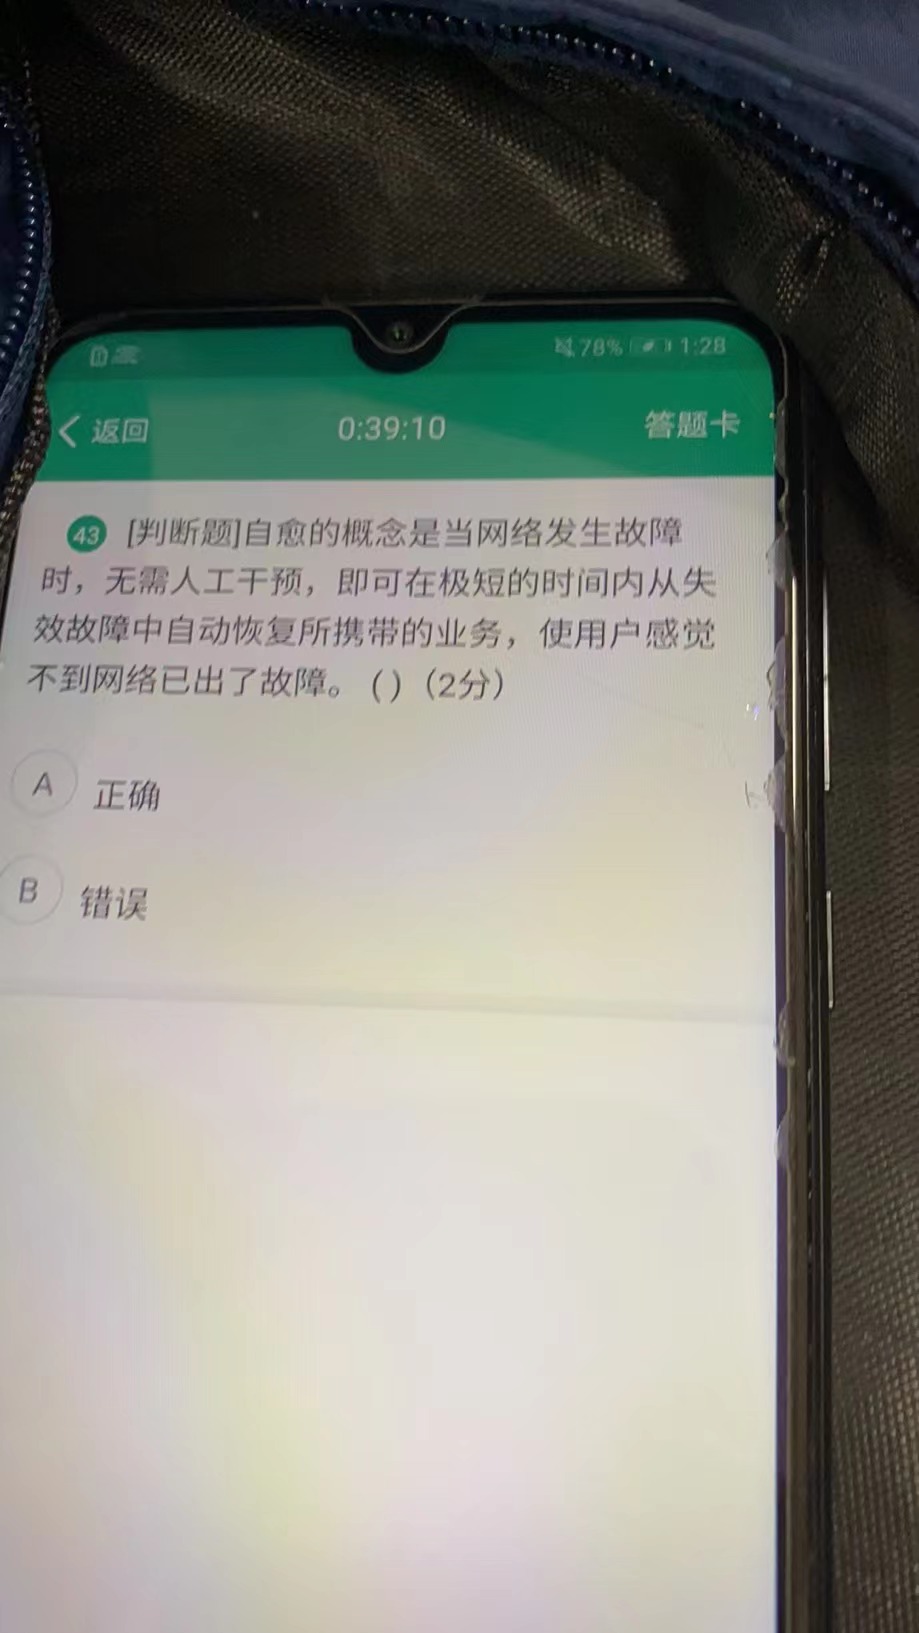 78% 1:28
返回 0:39:10 答题卡
43 [判断题]自愈的概念是当网络发生故障
时，无需人工干预，即可在极短的时间内从失
效故障中自动恢复所携带的业务，使用户感觉
不到网络已出了故障。()（2分）
A 正确
B 错误